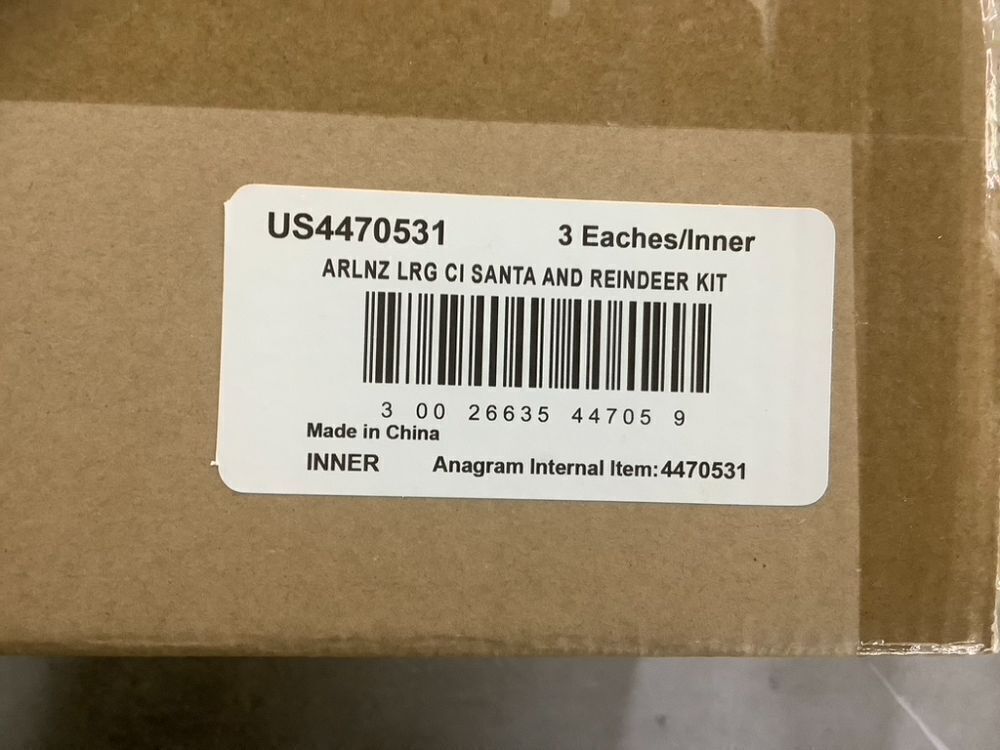 US4470531 3 Eaches/Inner
ARLNZ LRG CI SANTA AND REINDEER KIT
3 00 26635 44705 9
Made in China
INNER Anagram Internal Item:4470531